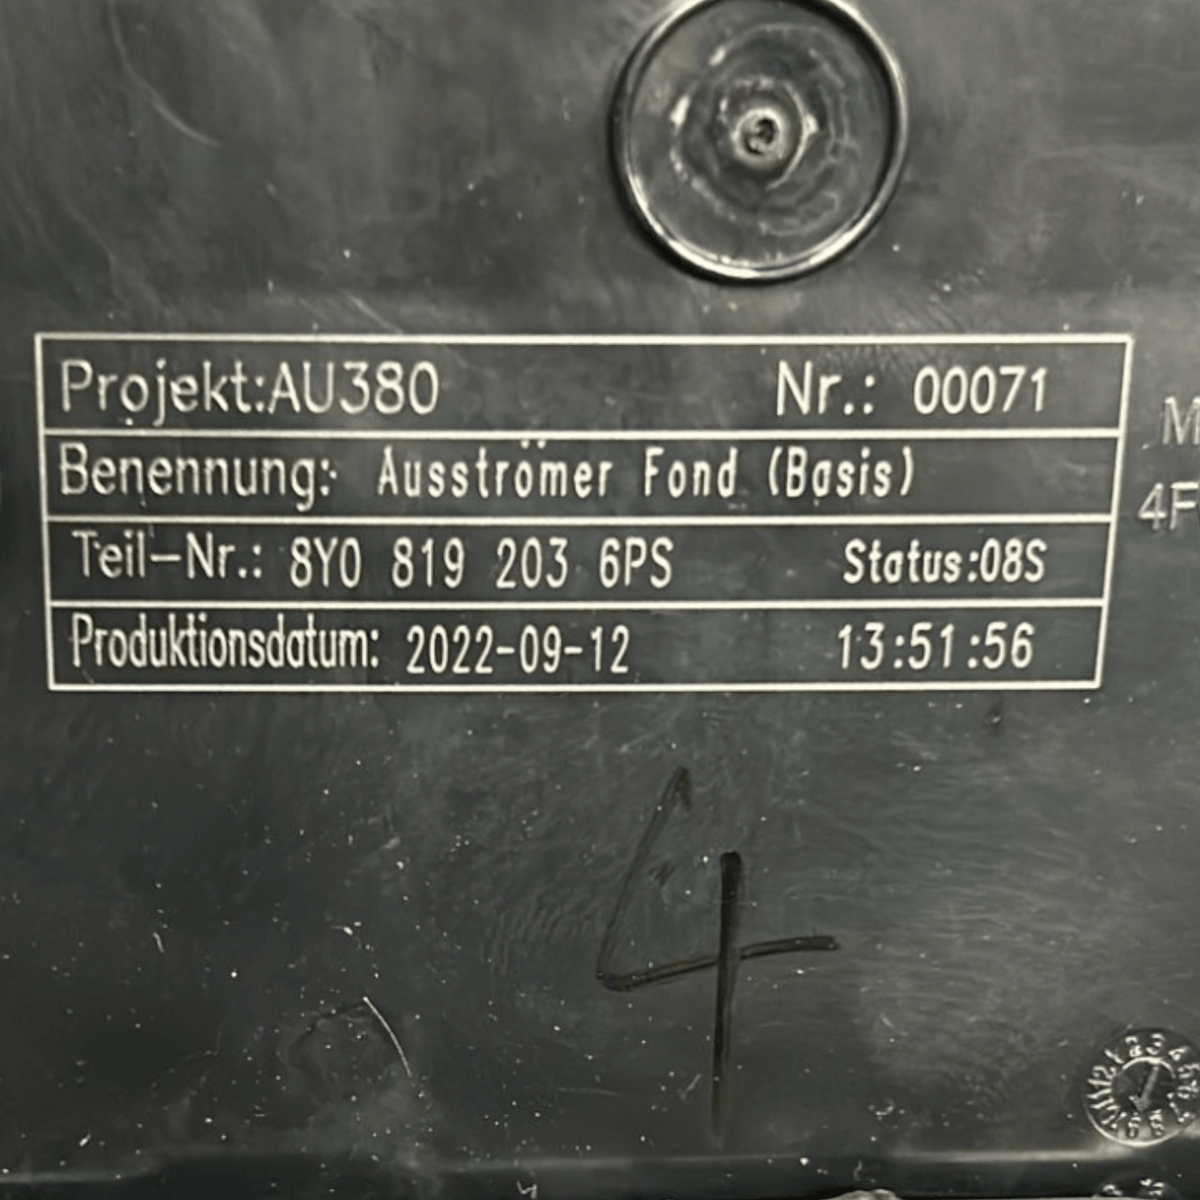 Projekt:AU380 Nr.: 00071
Benennung: Ausströmer Fond (Basis)
Teil-Nr.: 8Y0 819 203 6PS Status:08S
Produktionsdatum: 2022-09-12 13:51:56
M
4F
4